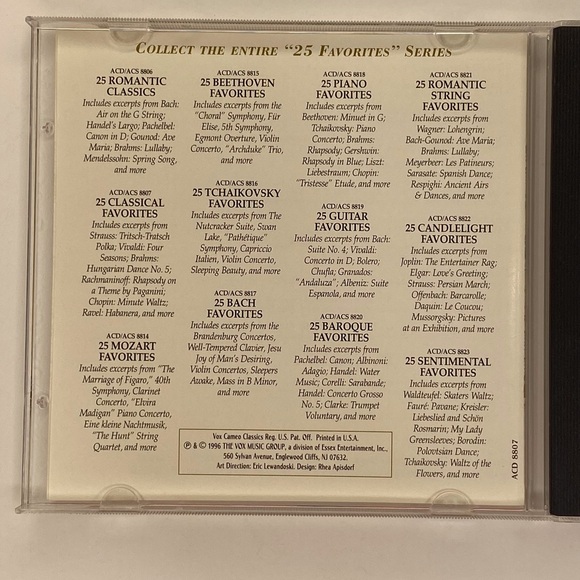 COLLECT THE ENTIRE "25 FAVORITES" SERIES
ACD/ACS 8806
25 ROMANTIC
CLASSICS
Includes excerpts from Bach:
Air on the G String;
Handel's Largo; Pachelbel:
Canon in D; Gounod: Ave
Maria; Brahms: Lullaby;
Mendelssohn: Spring Song,
and more
ACD/ACS 8807
25 CLASSICAL
FAVORITES
Includes excerpts from
Strauss: Tritsch-Tratsch
Polka; Vivaldi: Four
Seasons; Brahms:
Hungarian Dance No. 5;
Rachmaninoff: Rhapsody on
a Theme by Paganini;
Chopin: Minute Waltz;
Ravel: Habanera, and more
ACD/ACS 8814
25 MOZART
FAVORITES
Includes excerpts from "The
Marriage of Figaro," 40th
Symphony, Clarinet
Concerto, "Elvira
Madigan" Piano Concerto,
Eine kleine Nachtmusik,
"The Hunt" String
Quartet, and more
ACD/ACS 8815
25 BEETHOVEN
FAVORITES
Includes excerpts from the
"Choral" Symphony, Für
Elise, 5th Symphony,
Egmont Overture, Violin
Concerto, "Archduke" Trio,
and more
ACD/ACS 8816
25 TCHAIKOVSKY
FAVORITES
Includes excerpts from The
Nutcracker Suite, Swan
Lake, "Pathétique"
Symphony, Capriccio
Italien, Violin Concerto,
Sleeping Beauty, and more
ACD/ACS 8817
25 BACH
FAVORITES
Includes excerpts from the
Brandenburg Concertos,
Well-Tempered Clavier, Jesu
Joy of Man's Desiring,
Violin Concertos, Sleepers
Awake, Mass in B Minor,
and more
ACD/ACS 8818
25 PIANO
FAVORITES
Includes excerpts from
Beethoven: Minuet in G;
Tchaikovsky: Piano
Concerto; Brahms:
Rhapsody; Gershwin:
Rhapsody in Blue; Liszt:
Liebestraum; Chopin:
"Tristesse" Etude, and more
ACD/ACS 8819
25 GUITAR
FAVORITES
Includes excerpts from Bach:
Suite No. 4; Vivaldi:
Concerto in D; Bolero;
Chufla; Granados:
"Andaluza"; Albeniz: Suite
Espanola, and more
ACD/ACS 8820
25 BAROQUE
FAVORITES
Includes excerpts from
Pachelbel: Canon; Albinoni:
Adagio; Handel: Water
Music; Corelli: Sarabande;
Handel: Concerto Grosso
No. 5; Clarke: Trumpet
Voluntary, and more
ACD/ACS 8821
25 ROMANTIC
STRING
FAVORITES
Includes excerpts from
Wagner: Lohengrin;
Bach-Gounod: Ave Maria;
Brahms: Lullaby;
Meyerbeer: Les Patineurs;
Sarasate: Spanish Dance;
Respighi: Ancient Airs
& Dances, and more
ACD/ACS 8822
25 CANDLELIGHT
FAVORITES
Includes excerpts from
Joplin: The Entertainer Rag;
Elgar: Love's Greeting;
Strauss: Persian March;
Offenbach: Barcarolle;
Daquin: Le Coucou;
Mussorgsky: Pictures
at an Exhibition, and more
ACD/ACS 8823
25 SENTIMENTAL
FAVORITES
Includes excerpts from
Waldteufel: Skaters Waltz;
Fauré: Pavane; Kreisler:
Liebeslied and Schön
Rosmarin; My Lady
Greensleeves; Borodin:
Polovtsian Dance;
Tchaikovsky: Waltz of the
Flowers, and more
Vox Cameo Classics Reg. U.S. Pat. Off. Printed in U.S.A.
℗ & © 1996 THE VOX MUSIC GROUP, a division of Essex Entertainment, Inc.,
560 Sylvan Avenue, Englewood Cliffs, NJ 07632.
Art Direction: Eric Lewandoski. Design: Rhea Apisdorf
ACD 8807